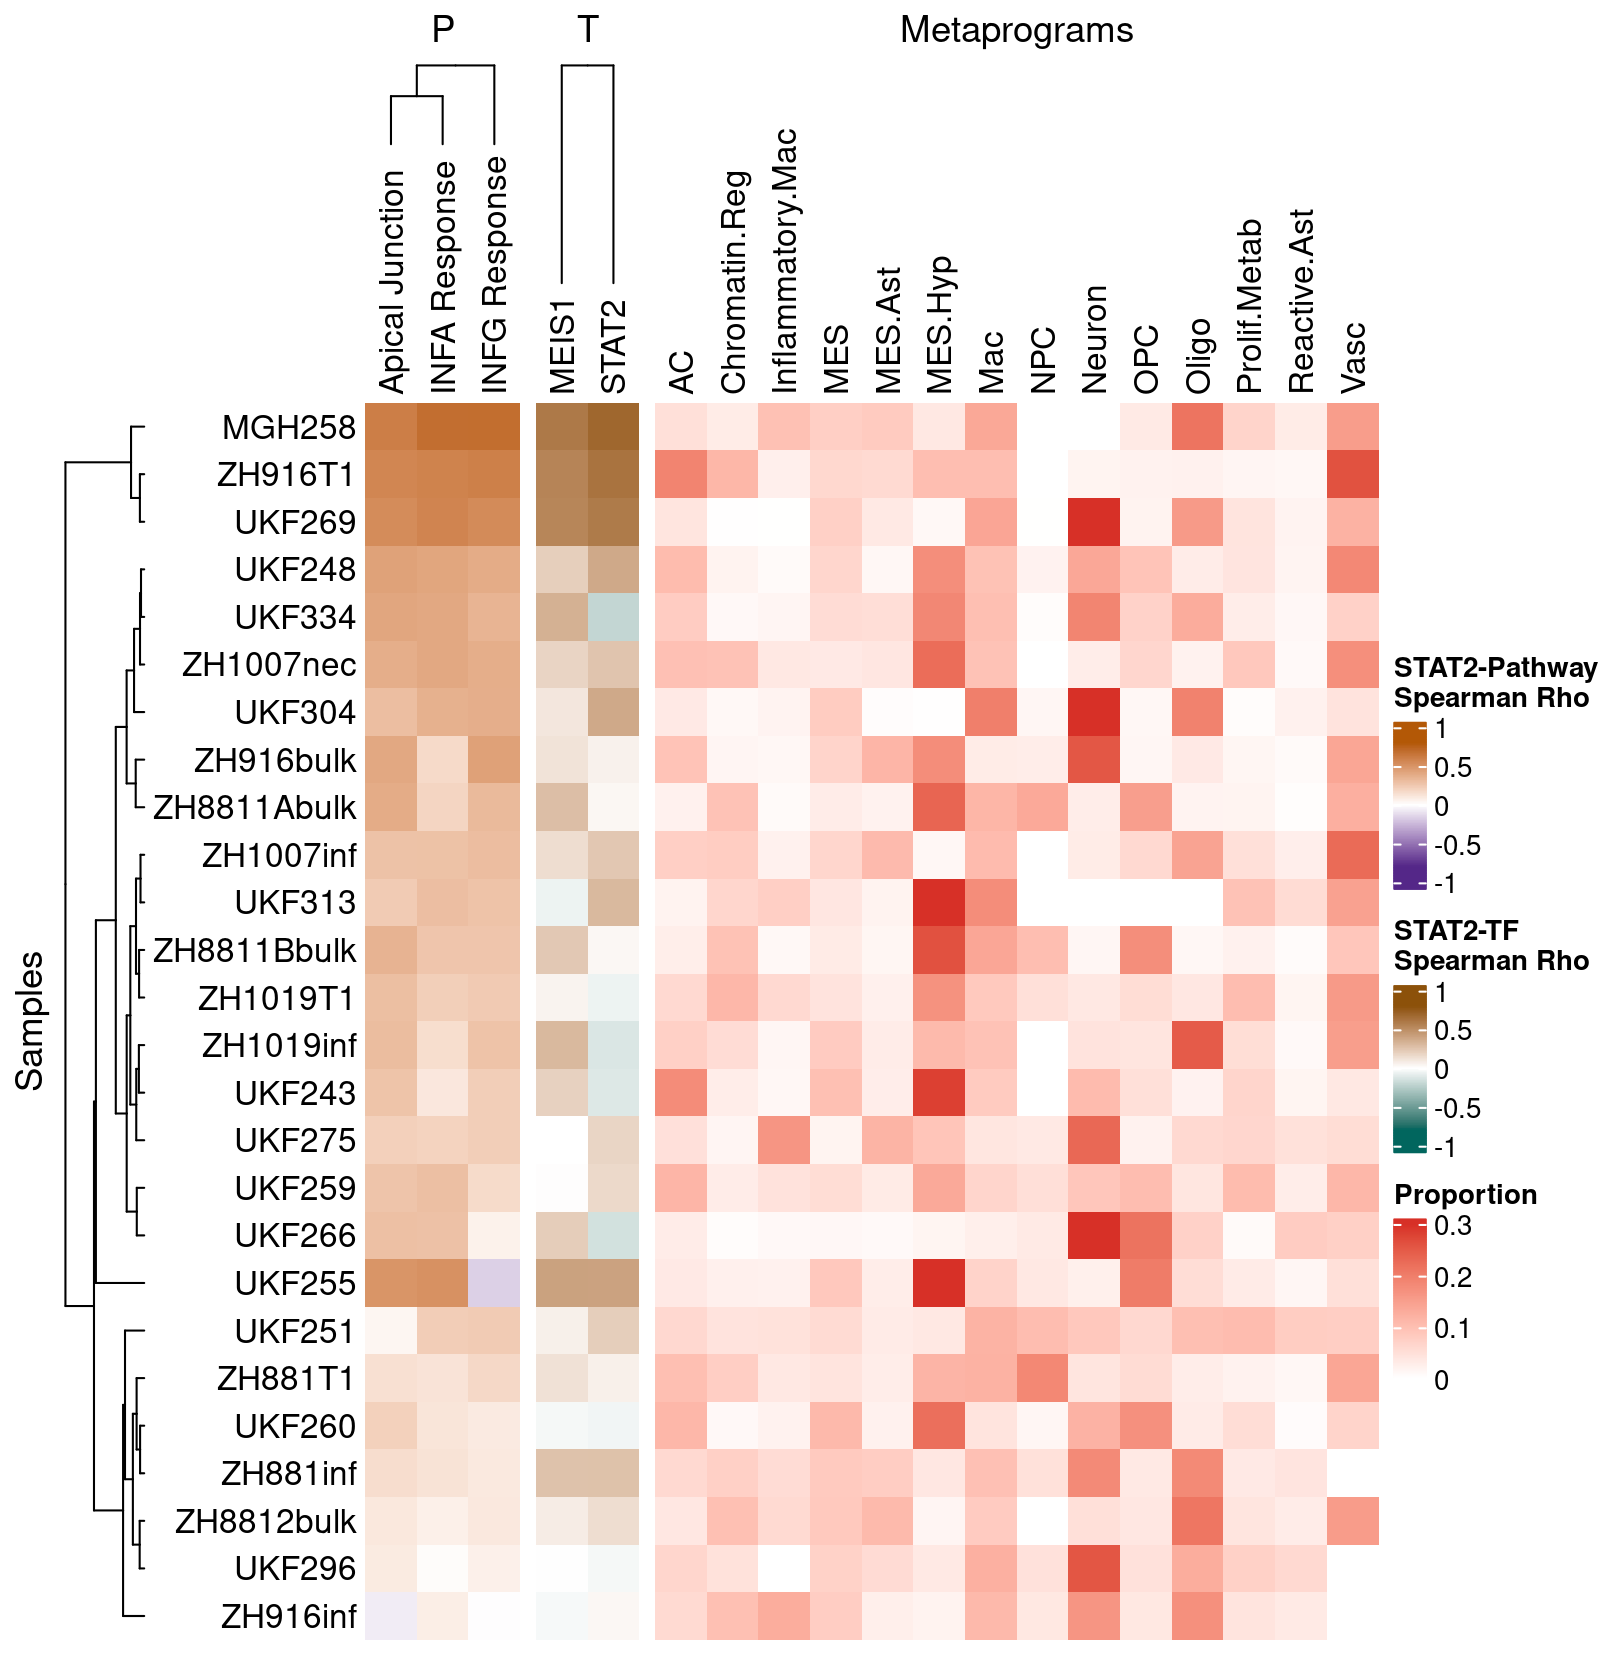 P
T
Metaprograms
Apical Junction
INFA Response
INFG Response
MEIS1
STAT2
AC
Chromatin.Reg
Inflammatory.Mac
MES
MES.Ast
MES.Hyp
Mac
NPC
Neuron
OPC
Oligo
Prolif.Metab
Reactive.Ast
Vasc
Samples
MGH258
ZH916T1
UKF269
UKF248
UKF334
ZH1007nec
UKF304
ZH916bulk
ZH8811Abulk
ZH1007inf
UKF313
ZH8811Bbulk
ZH1019T1
ZH1019inf
UKF243
UKF275
UKF259
UKF266
UKF255
UKF251
ZH881T1
UKF260
ZH881inf
ZH8812bulk
UKF296
ZH916inf
STAT2-Pathway
Spearman Rho
1
0.5
0
-0.5
-1
STAT2-TF
Spearman Rho
1
0.5
0
-0.5
-1
Proportion
0.3
0.2
0.1
0